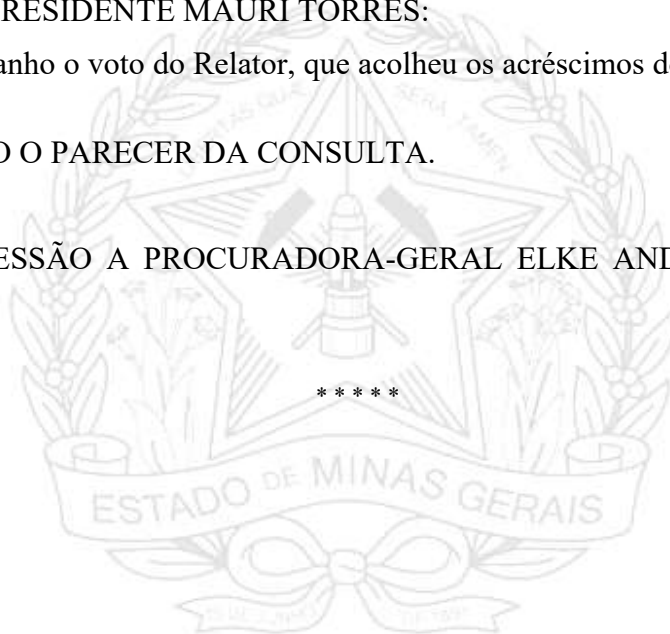 RESIDENTE MAURI TORRES:
anho o voto do Relator, que acolheu os acréscimos d
O O PARECER DA CONSULTA.
ESSÃO A PROCURADORA-GERAL ELKE AND
* * * * *
ESTADO DE MINAS GERAIS